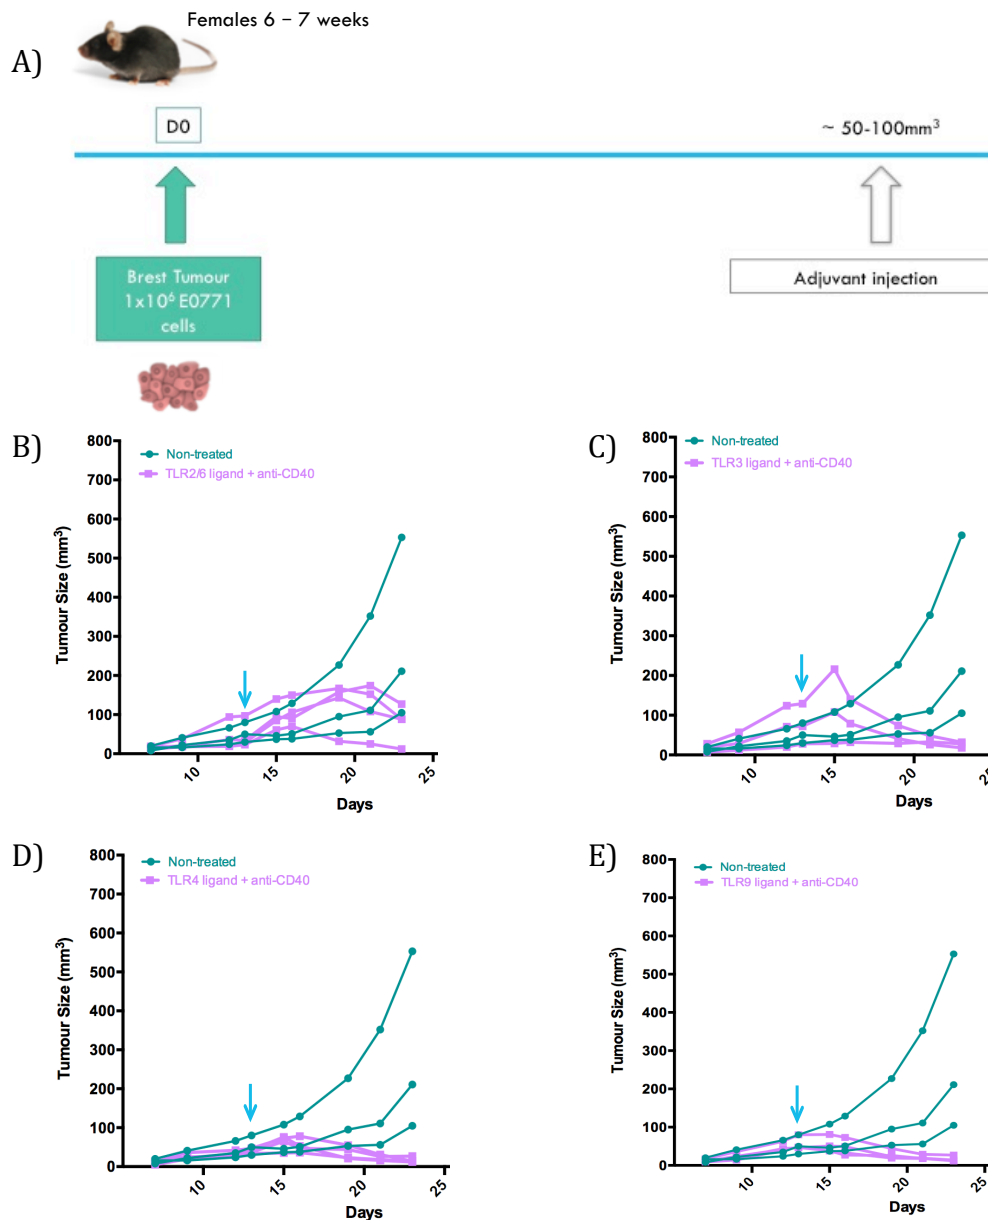 Females 6 – 7 weeks
A)
D0
~ 50-100mm³
Brest Tumour
1x10⁶ E0771
cells
Adjuvant injection
B)
800
700
600
500
400
300
200
100
0
Tumour Size (mm³)
Non-treated
TLR2/6 ligand + anti-CD40
10
15
20
25
Days
C)
800
700
600
500
400
300
200
100
0
Tumour Size (mm³)
Non-treated
TLR3 ligand + anti-CD40
10
15
20
25
Days
D)
800
700
600
500
400
300
200
100
0
Tumour Size (mm³)
Non-treated
TLR4 ligand + anti-CD40
10
15
20
25
Days
E)
800
700
600
500
400
300
200
100
0
Tumour Size (mm³)
Non-treated
TLR9 ligand + anti-CD40
10
15
20
25
Days